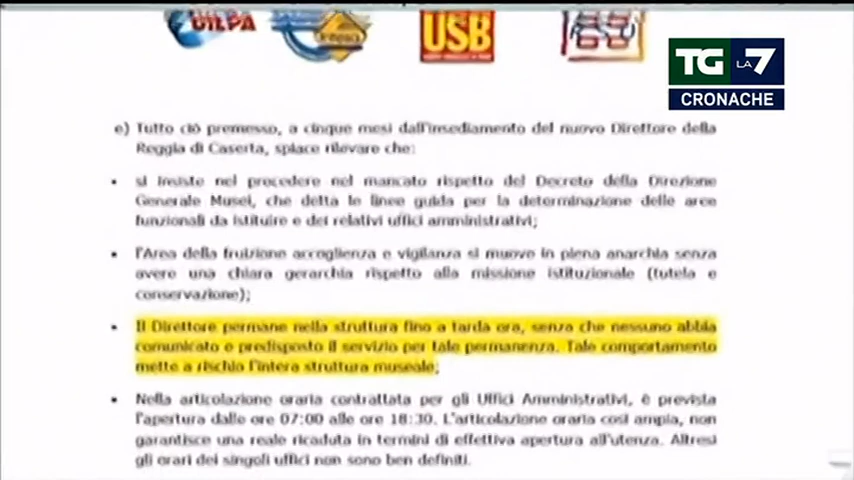 UILPA
Intesa
USB
RSU
TG LA 7
CRONACHE
e) Tutto ciò premesso, a cinque mesi dall'insediamento del nuovo Direttore della
Reggia di Caserta, spiace rilevare che:
• si insiste nel procedere nel mancato rispetto del Decreto della Direzione
Generale Musei, che detta le linee guida per la determinazione delle aree
funzionali da istituire e dei relativi uffici amministrativi;
• l'Area della fruizione accoglienza e vigilanza si muove in piena anarchia senza
avere una chiara gerarchia rispetto alla missione istituzionale (tutela e
conservazione);
• Il Direttore permane nella struttura fino a tarda ora, senza che nessuno abbia
comunicato e predisposto il servizio per tale permanenza. Tale comportamento
mette a rischio l'intera struttura museale;
• Nella articolazione oraria contrattata per gli Uffici Amministrativi, è prevista
l'apertura dalle ore 07:00 alle ore 18:30. L'articolazione oraria così ampia, non
garantisce una reale ricaduta in termini di effettiva apertura all'utenza. Altresì
gli orari dei singoli uffici non sono ben definiti.